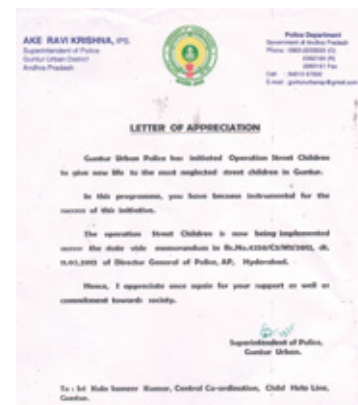 AKE RAVI KRISHNA, IPS.
Superintendent of Police
Guntur Urban District
Andhra Pradesh
Police Department
Government of Andhra Pradesh
LETTER OF APPRECIATION
Guntur Urban Police has initiated Operation Street Children
to give new life to the most neglected street children in Guntur.
In this programme, you have become instrumental for the
success of this initiative.
The operation Street Children is now being implemented
across the state vide memorandum in
of Director General of Police, AP, Hyderabad.
Hence, I appreciate once again for your support as well as
commitment towards society.
Superintendent of Police,
Guntur Urban.
To : Sri Kola Sameer Kumar, Central Co-ordination, Child Help Line,
Guntur.